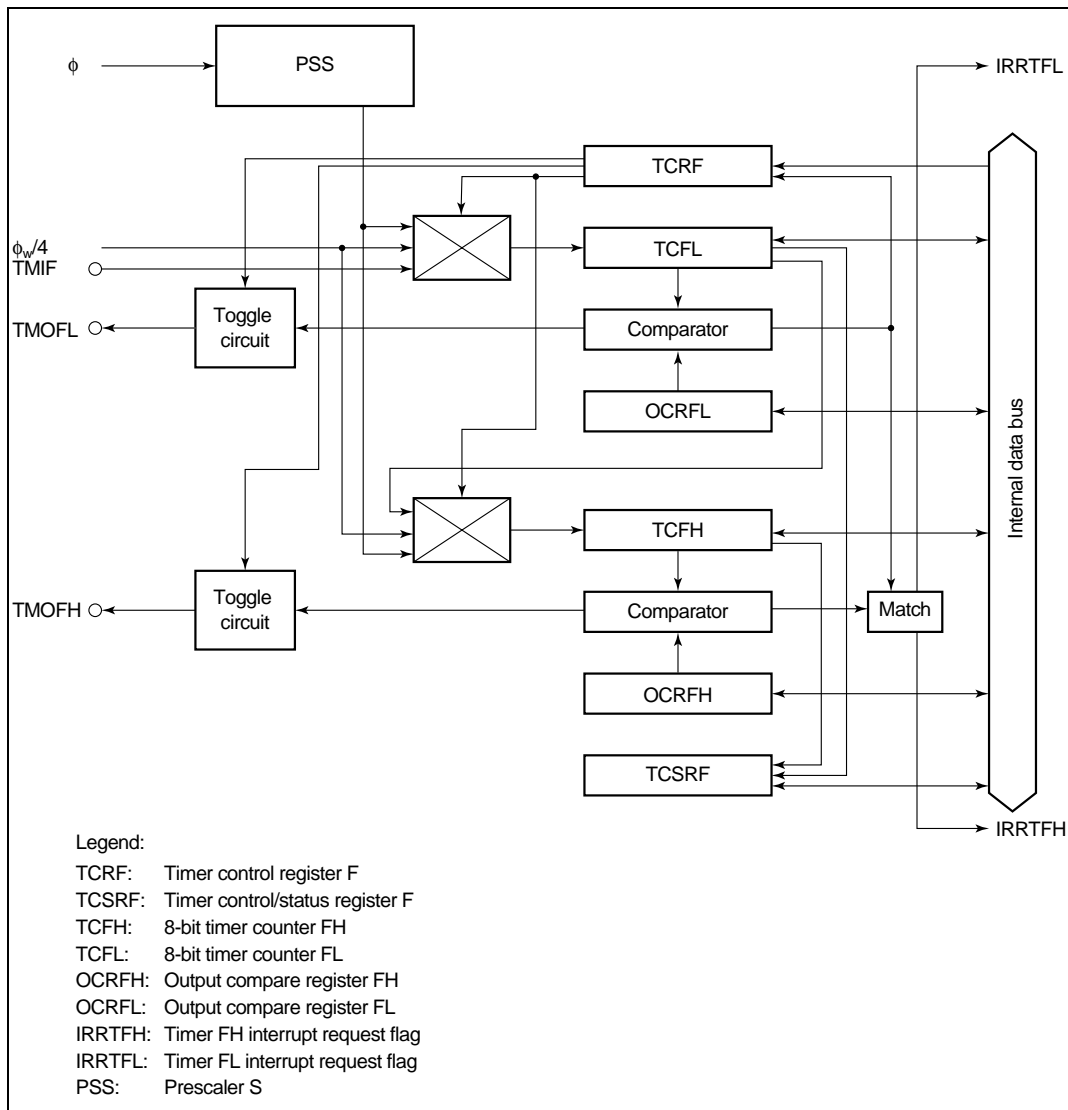 ϕ
PSS
IRRTFL
TCRF
ϕw/4
TMIF
TCFL
TMOFL
Toggle
circuit
Comparator
OCRFL
Internal data bus
TCFH
TMOFH
Toggle
circuit
Comparator
Match
OCRFH
TCSRF
IRRTFH
Legend:
TCRF: Timer control register F
TCSRF: Timer control/status register F
TCFH: 8-bit timer counter FH
TCFL: 8-bit timer counter FL
OCRFH: Output compare register FH
OCRFL: Output compare register FL
IRRTFH: Timer FH interrupt request flag
IRRTFL: Timer FL interrupt request flag
PSS: Prescaler S